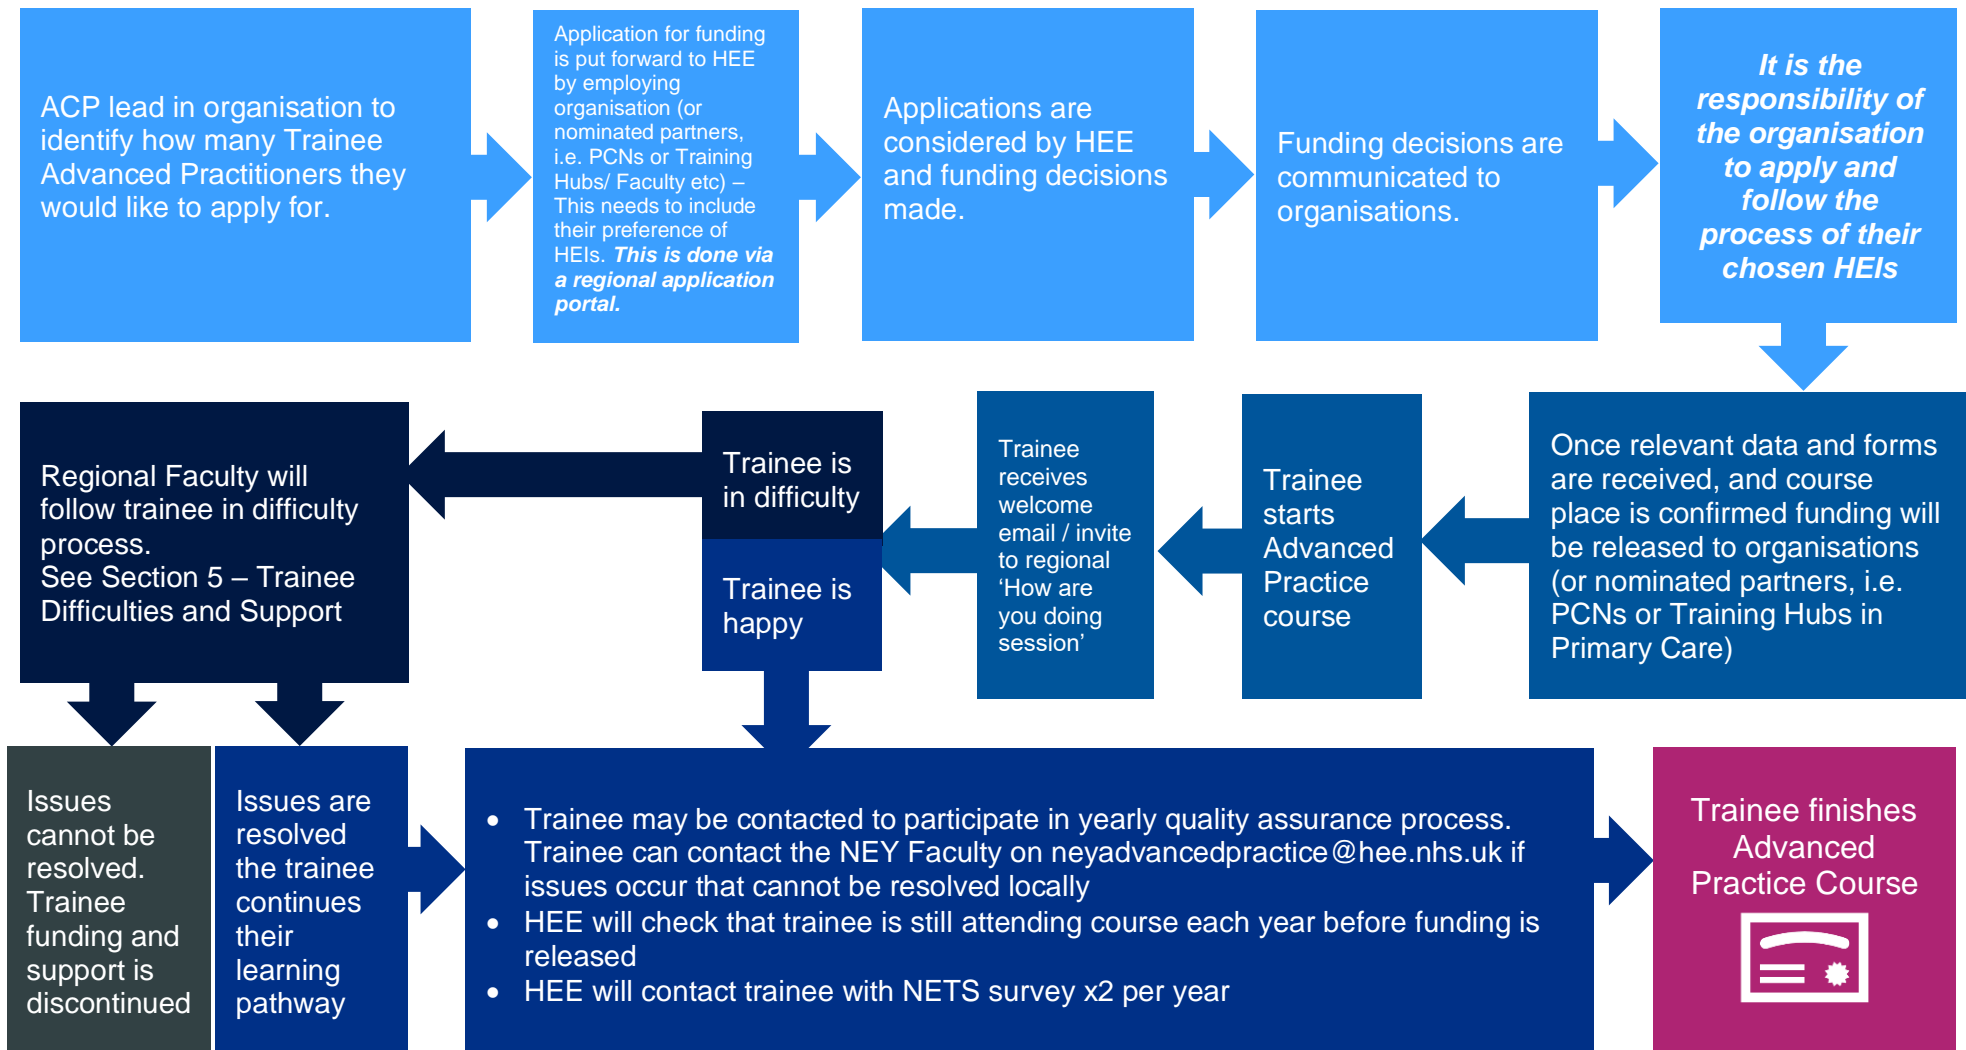 ACP lead in organisation to
identify how many Trainee
Advanced Practitioners they
would like to apply for.
Application for funding
is put forward to HEE
by employing
organisation (or
nominated partners,
i.e. PCNs or Training
Hubs/ Faculty etc) –
This needs to include
their preference of
HEIs. This is done via
a regional application
portal.
Applications are
considered by HEE
and funding decisions
made.
Funding decisions are
communicated to
organisations.
It is the
responsibility of
the organisation
to apply and
follow the
process of their
chosen HEIs
Once relevant data and forms
are received, and course
place is confirmed funding will
be released to organisations
(or nominated partners, i.e.
PCNs or Training Hubs in
Primary Care)
Trainee
starts
Advanced
Practice
course
Trainee
receives
welcome
email / invite
to regional
‘How are
you doing
session’
Trainee is
in difficulty
Trainee is
happy
Regional Faculty will
follow trainee in difficulty
process.
See Section 5 – Trainee
Difficulties and Support
Issues
cannot be
resolved.
Trainee
funding and
support is
discontinued
Issues are
resolved
the trainee
continues
their
learning
pathway
• Trainee may be contacted to participate in yearly quality assurance process.
Trainee can contact the NEY Faculty on neyadvancedpractice@hee.nhs.uk if
issues occur that cannot be resolved locally
• HEE will check that trainee is still attending course each year before funding is
released
• HEE will contact trainee with NETS survey x2 per year
Trainee finishes
Advanced
Practice Course